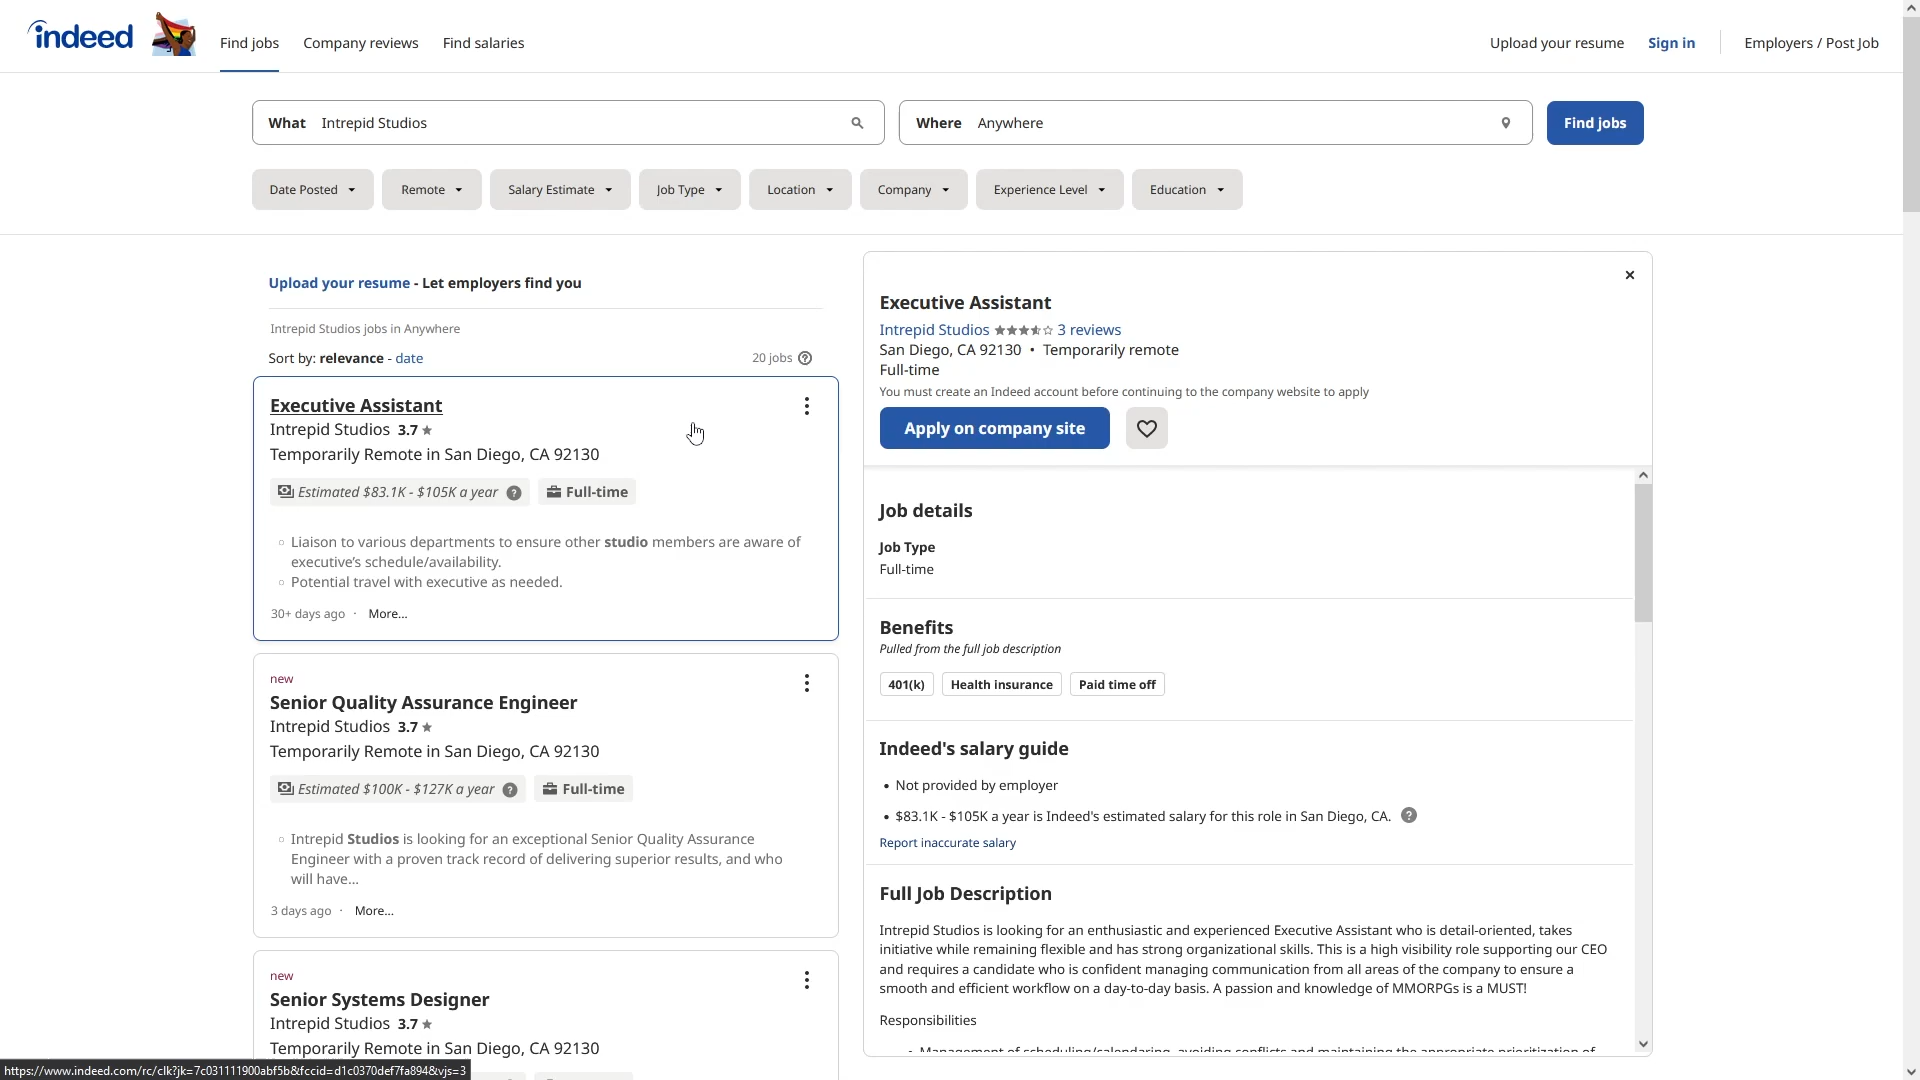 indeed
Find jobs
Company reviews
Find salaries
Upload your resume
Sign in
Employers / Post Job
What Intrepid Studios
Where Anywhere
Find jobs
Date Posted
Remote
Salary Estimate
Job Type
Location
Company
Experience Level
Education
Upload your resume - Let employers find you
Intrepid Studios jobs in Anywhere
Sort by: relevance - date
20 jobs
Executive Assistant
Intrepid Studios 3.7
Temporarily Remote in San Diego, CA 92130
Estimated $83.1K - $105K a year
Full-time
Liaison to various departments to ensure other studio members are aware of
executive's schedule/availability.
Potential travel with executive as needed.
30+ days ago · More...
new
Senior Quality Assurance Engineer
Intrepid Studios 3.7
Temporarily Remote in San Diego, CA 92130
Estimated $100K - $127K a year
Full-time
Intrepid Studios is looking for an exceptional Senior Quality Assurance
Engineer with a proven track record of delivering superior results, and who
will have...
3 days ago · More...
new
Senior Systems Designer
Intrepid Studios 3.7
Temporarily Remote in San Diego, CA 92130
https://www.indeed.com/rc/clk?jk=7c031111900abf5b&fccid=d1c0370def7fa894&vjs=3
Executive Assistant
Intrepid Studios 3 reviews
San Diego, CA 92130 • Temporarily remote
Full-time
You must create an Indeed account before continuing to the company website to apply
Apply on company site
Job details
Job Type
Full-time
Benefits
Pulled from the full job description
401(k)
Health insurance
Paid time off
Indeed's salary guide
• Not provided by employer
• $83.1K - $105K a year is Indeed's estimated salary for this role in San Diego, CA.
Report inaccurate salary
Full Job Description
Intrepid Studios is looking for an enthusiastic and experienced Executive Assistant who is detail-oriented, takes
initiative while remaining flexible and has strong organizational skills. This is a high visibility role supporting our CEO
and requires a candidate who is confident managing communication from all areas of the company to ensure a
smooth and efficient workflow on a day-to-day basis. A passion and knowledge of MMORPGs is a MUST!
Responsibilities
Management of scheduling/calendaring, avoiding conflicts and maintaining the appropriate prioritization of